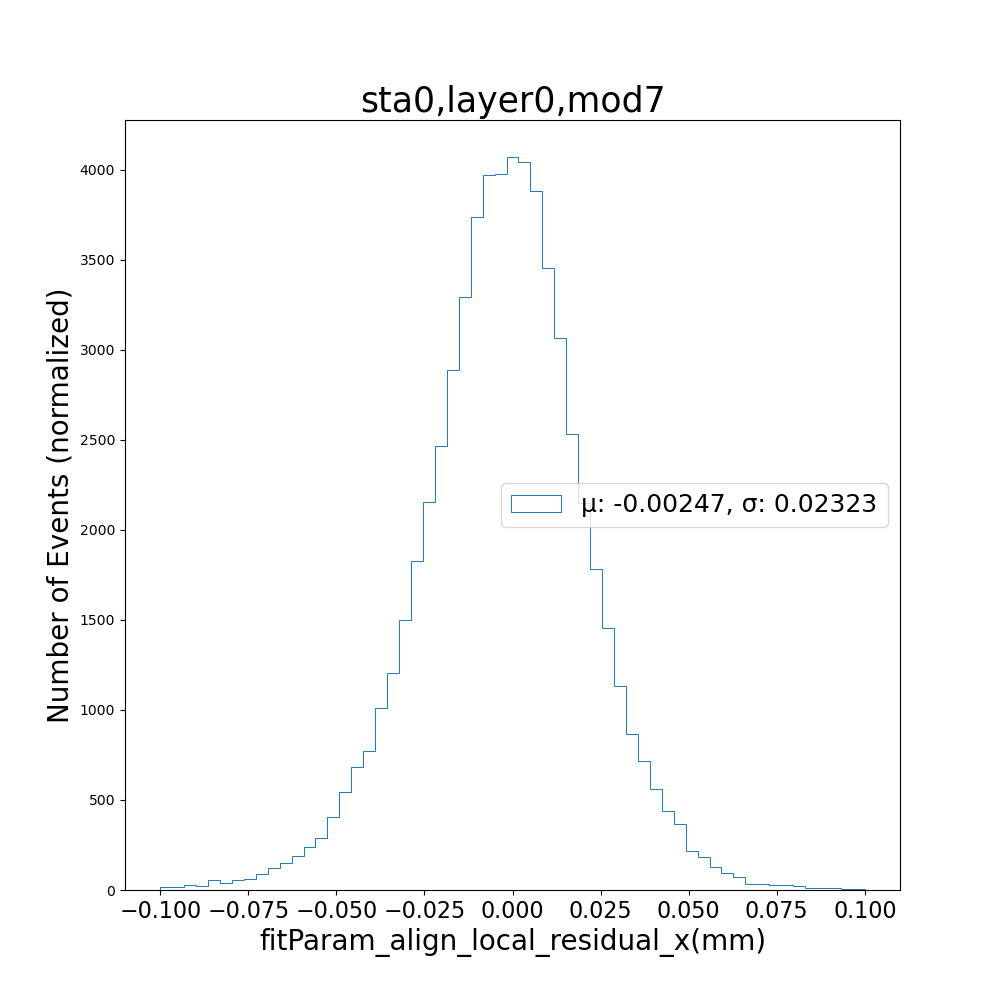 sta0,layer0,mod7
Number of Events (normalized)
4000
3500
3000
2500
2000
1500
1000
500
0
μ: -0.00247, σ: 0.02323
−0.100 −0.075 −0.050 −0.025 0.000 0.025 0.050 0.075 0.100
fitParam_align_local_residual_x(mm)